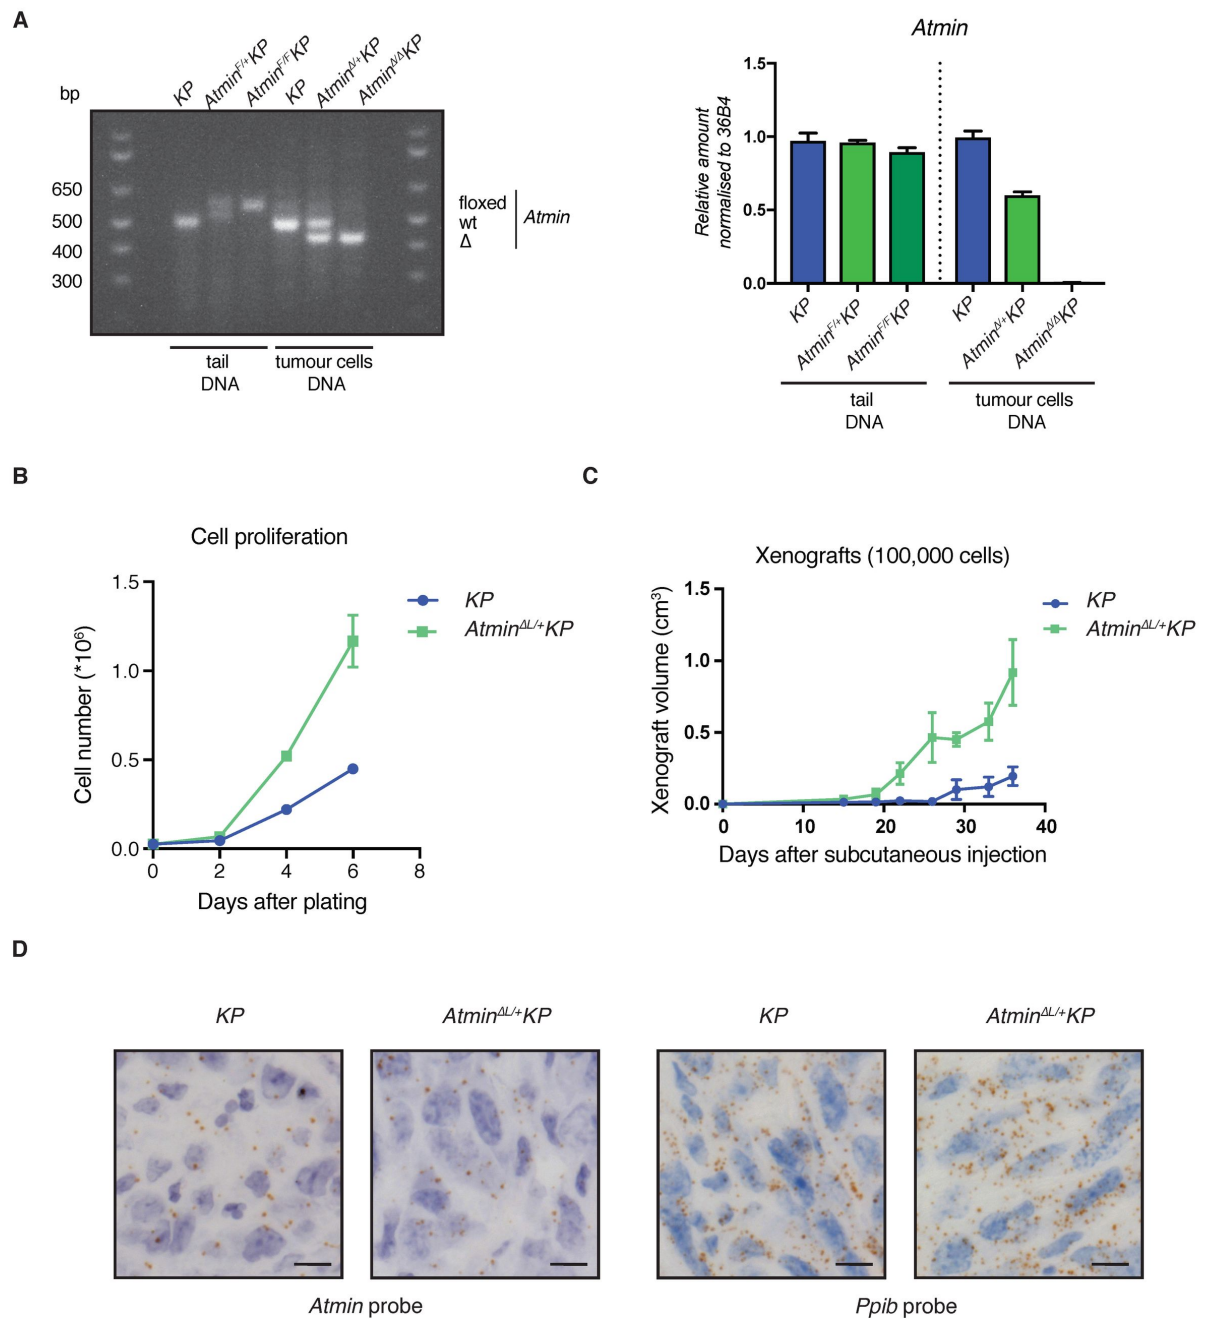 A
bp
KP
Atmin^F/+KP
Atmin^F/FKP
KP
Atmin^Δ/+KP
Atmin^Δ/ΔKP
650
500
400
300
floxed
wt
Δ
Atmin
tail
DNA
tumour cells
DNA
Atmin
Relative amount
normalised to 36B4
1.5
1.0
0.5
0.0
KP
Atmin^F/+KP
Atmin^F/FKP
KP
Atmin^Δ/+KP
Atmin^Δ/ΔKP
tail
DNA
tumour cells
DNA
B
Cell proliferation
Cell number (*10⁶)
1.5
1.0
0.5
0.0
0 2 4 6 8
Days after plating
KP
Atmin^ΔL/+KP
C
Xenografts (100,000 cells)
Xenograft volume (cm³)
1.5
1.0
0.5
0.0
0 10 20 30 40
Days after subcutaneous injection
KP
Atmin^ΔL/+KP
D
KP
Atmin^ΔL/+KP
KP
Atmin^ΔL/+KP
Atmin probe
Ppib probe